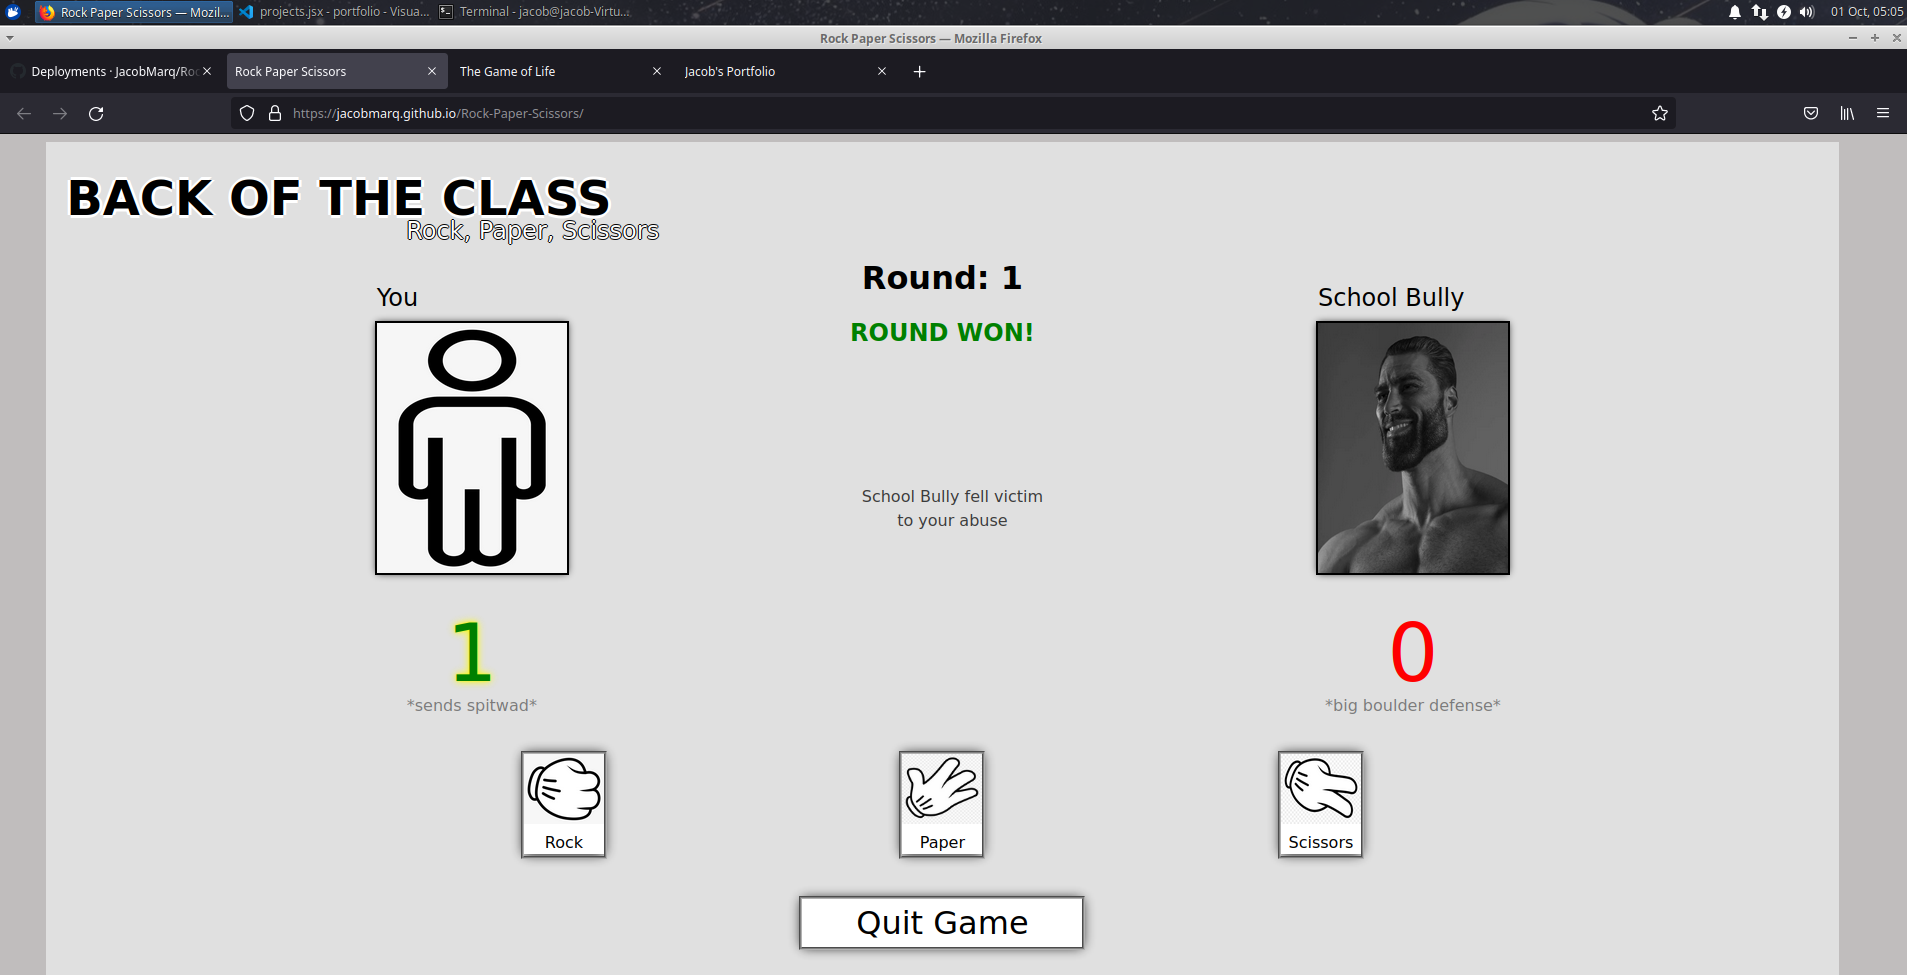 Rock Paper Scissors — Mozil...
projects.jsx - portfolio - Visua...
Terminal - jacob@jacob-Virtu...
01 Oct, 05:05
Rock Paper Scissors — Mozilla Firefox
Deployments · JacobMarq/Roc
Rock Paper Scissors
The Game of Life
Jacob's Portfolio
https://jacobmarq.github.io/Rock-Paper-Scissors/
BACK OF THE CLASS
Rock, Paper, Scissors
Round: 1
You
School Bully
ROUND WON!
School Bully fell victim
to your abuse
1
0
*sends spitwad*
*big boulder defense*
Rock
Paper
Scissors
Quit Game